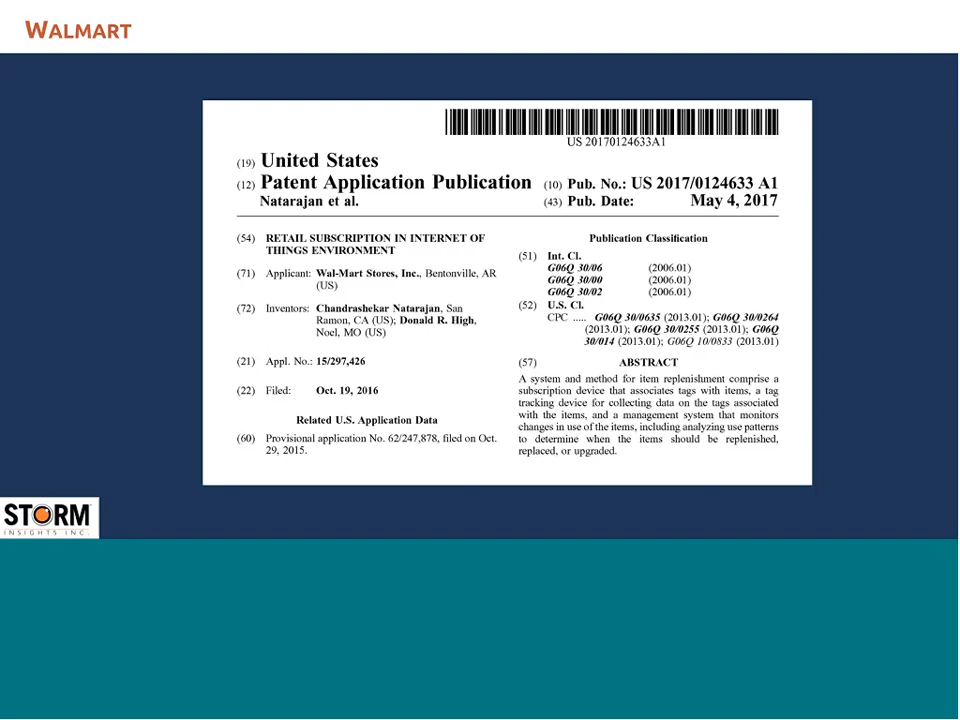 WALMART
US 20170124633A1
(19) United States
(12) Patent Application Publication
Natarajan et al.
(10) Pub. No.: US 2017/0124633 A1
(43) Pub. Date: May 4, 2017
(54) RETAIL SUBSCRIPTION IN INTERNET OF
THINGS ENVIRONMENT
(71) Applicant: Wal-Mart Stores, Inc., Bentonville, AR
(US)
(72) Inventors: Chandrashekar Natarajan, San
Ramon, CA (US); Donald R. High,
Noel, MO (US)
(21) Appl. No.: 15/297,426
(22) Filed: Oct. 19, 2016
Related U.S. Application Data
(60) Provisional application No. 62/247,878, filed on Oct.
29, 2015.
Publication Classification
(51) Int. Cl.
G06Q 30/06 (2006.01)
G06Q 30/00 (2006.01)
G06Q 30/02 (2006.01)
(52) U.S. Cl.
CPC ..... G06Q 30/0635 (2013.01); G06Q 30/0264
(2013.01); G06Q 30/0255 (2013.01); G06Q
30/014 (2013.01); G06Q 10/0833 (2013.01)
(57) ABSTRACT
A system and method for item replenishment comprise a
subscription device that associates tags with items, a tag
tracking device for collecting data on the tags associated
with the items, and a management system that monitors
changes in use of the items, including analyzing use patterns
to determine when the items should be replenished,
replaced, or upgraded.
STORM
INSIGHTS INC.